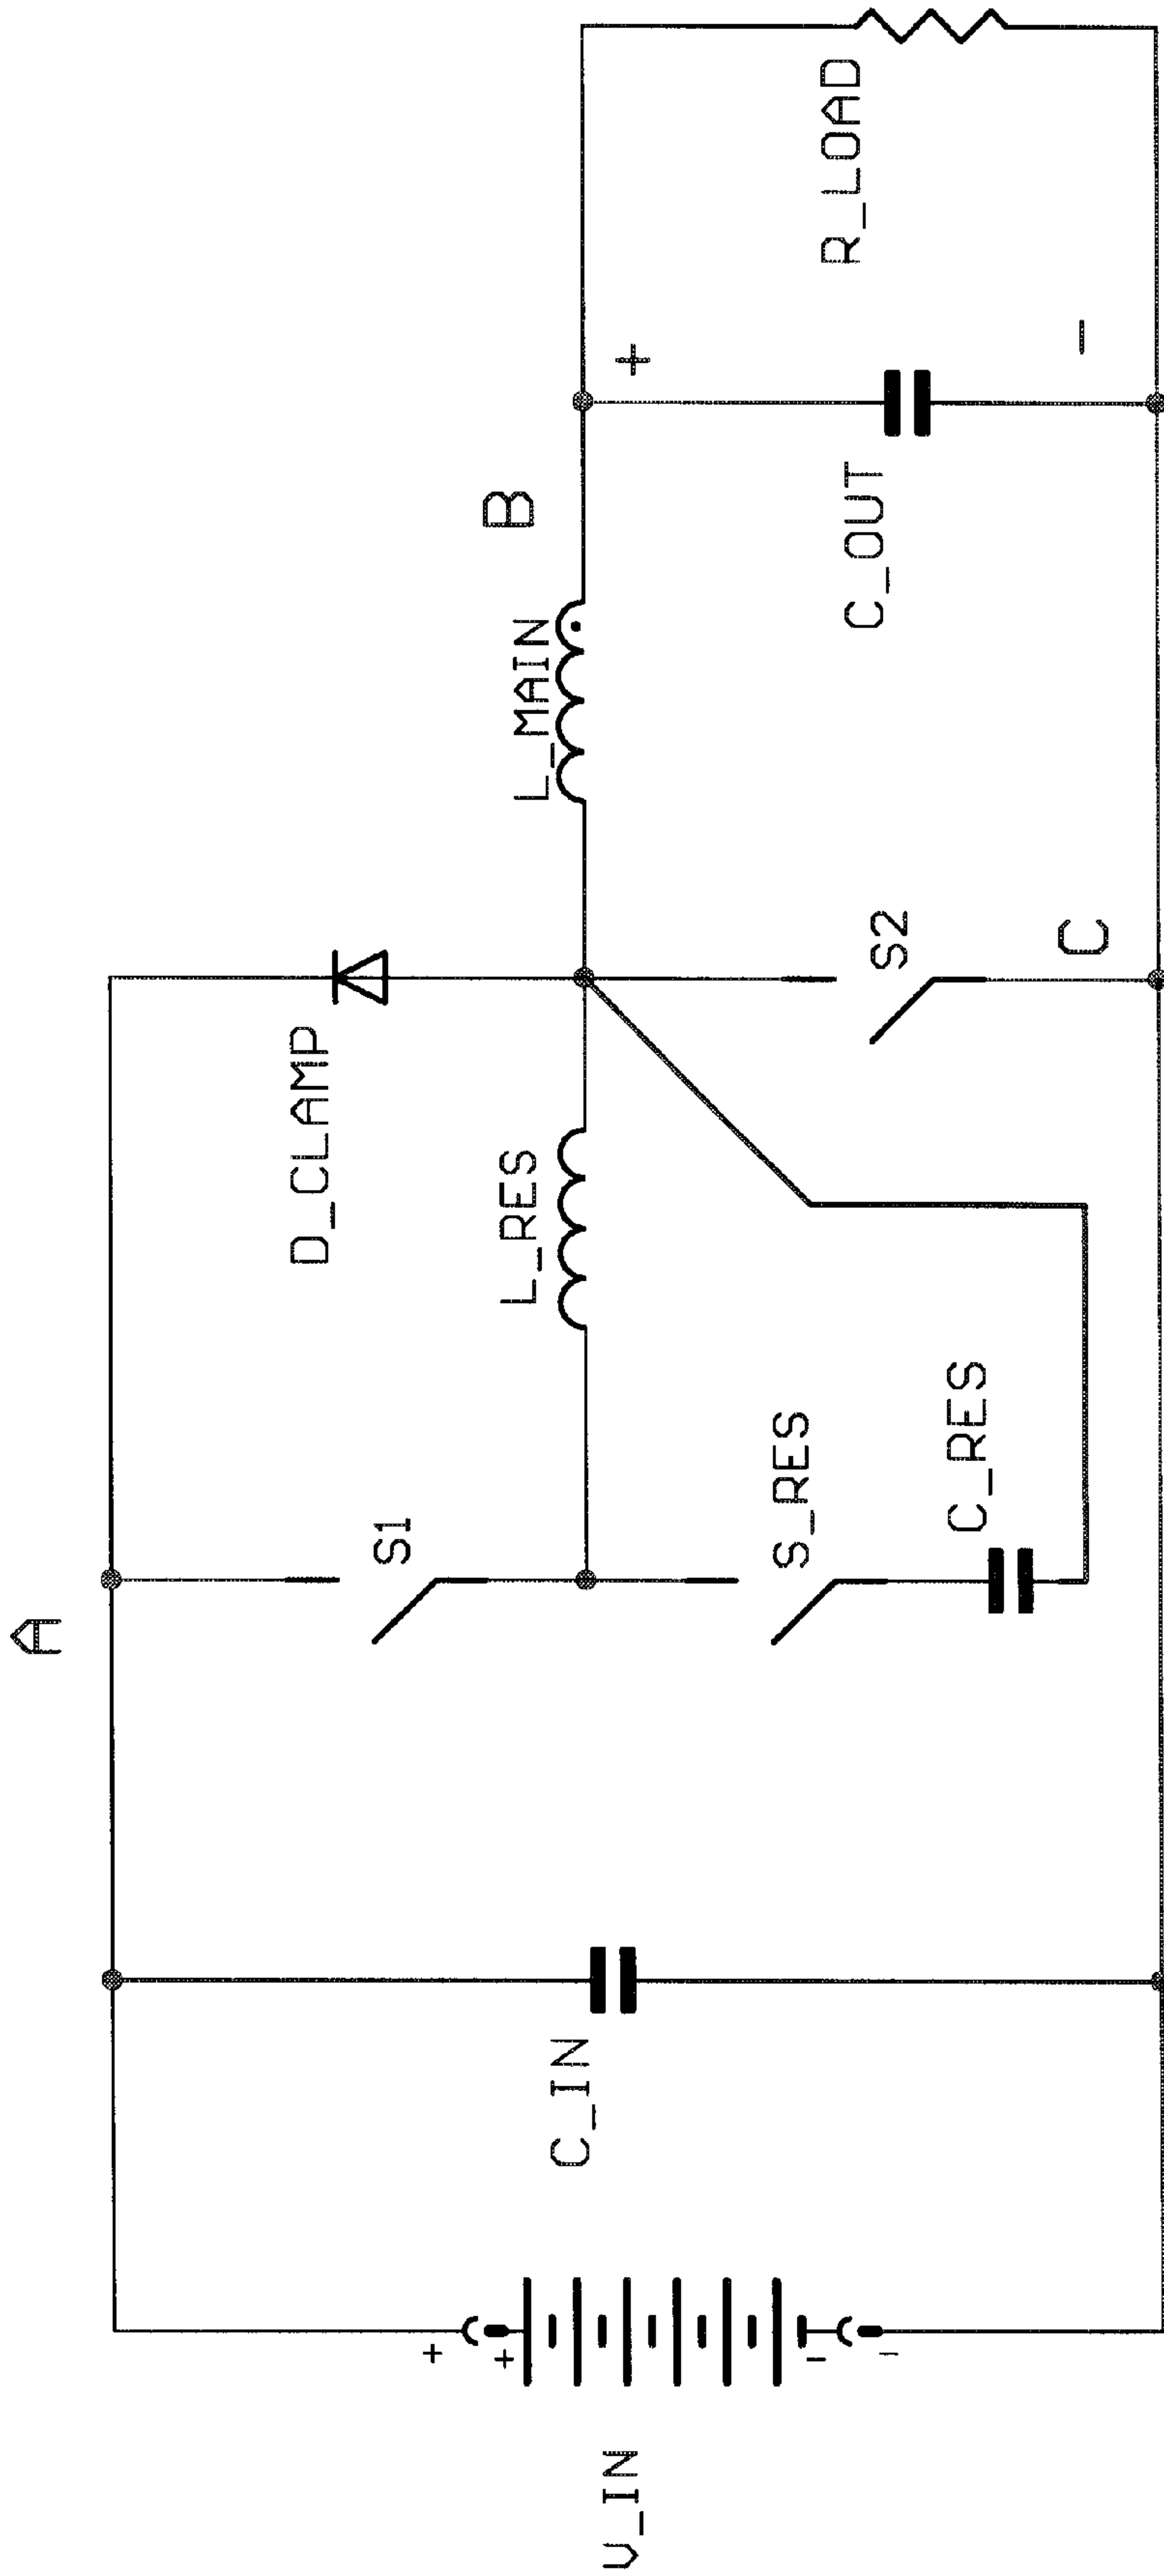 A
B
C
V_IN
C_IN
S1
S_RES
C_RES
L_RES
D_CLAMP
S2
L_MAIN
C_OUT
R_LOAD
+
+
-
-
+
-